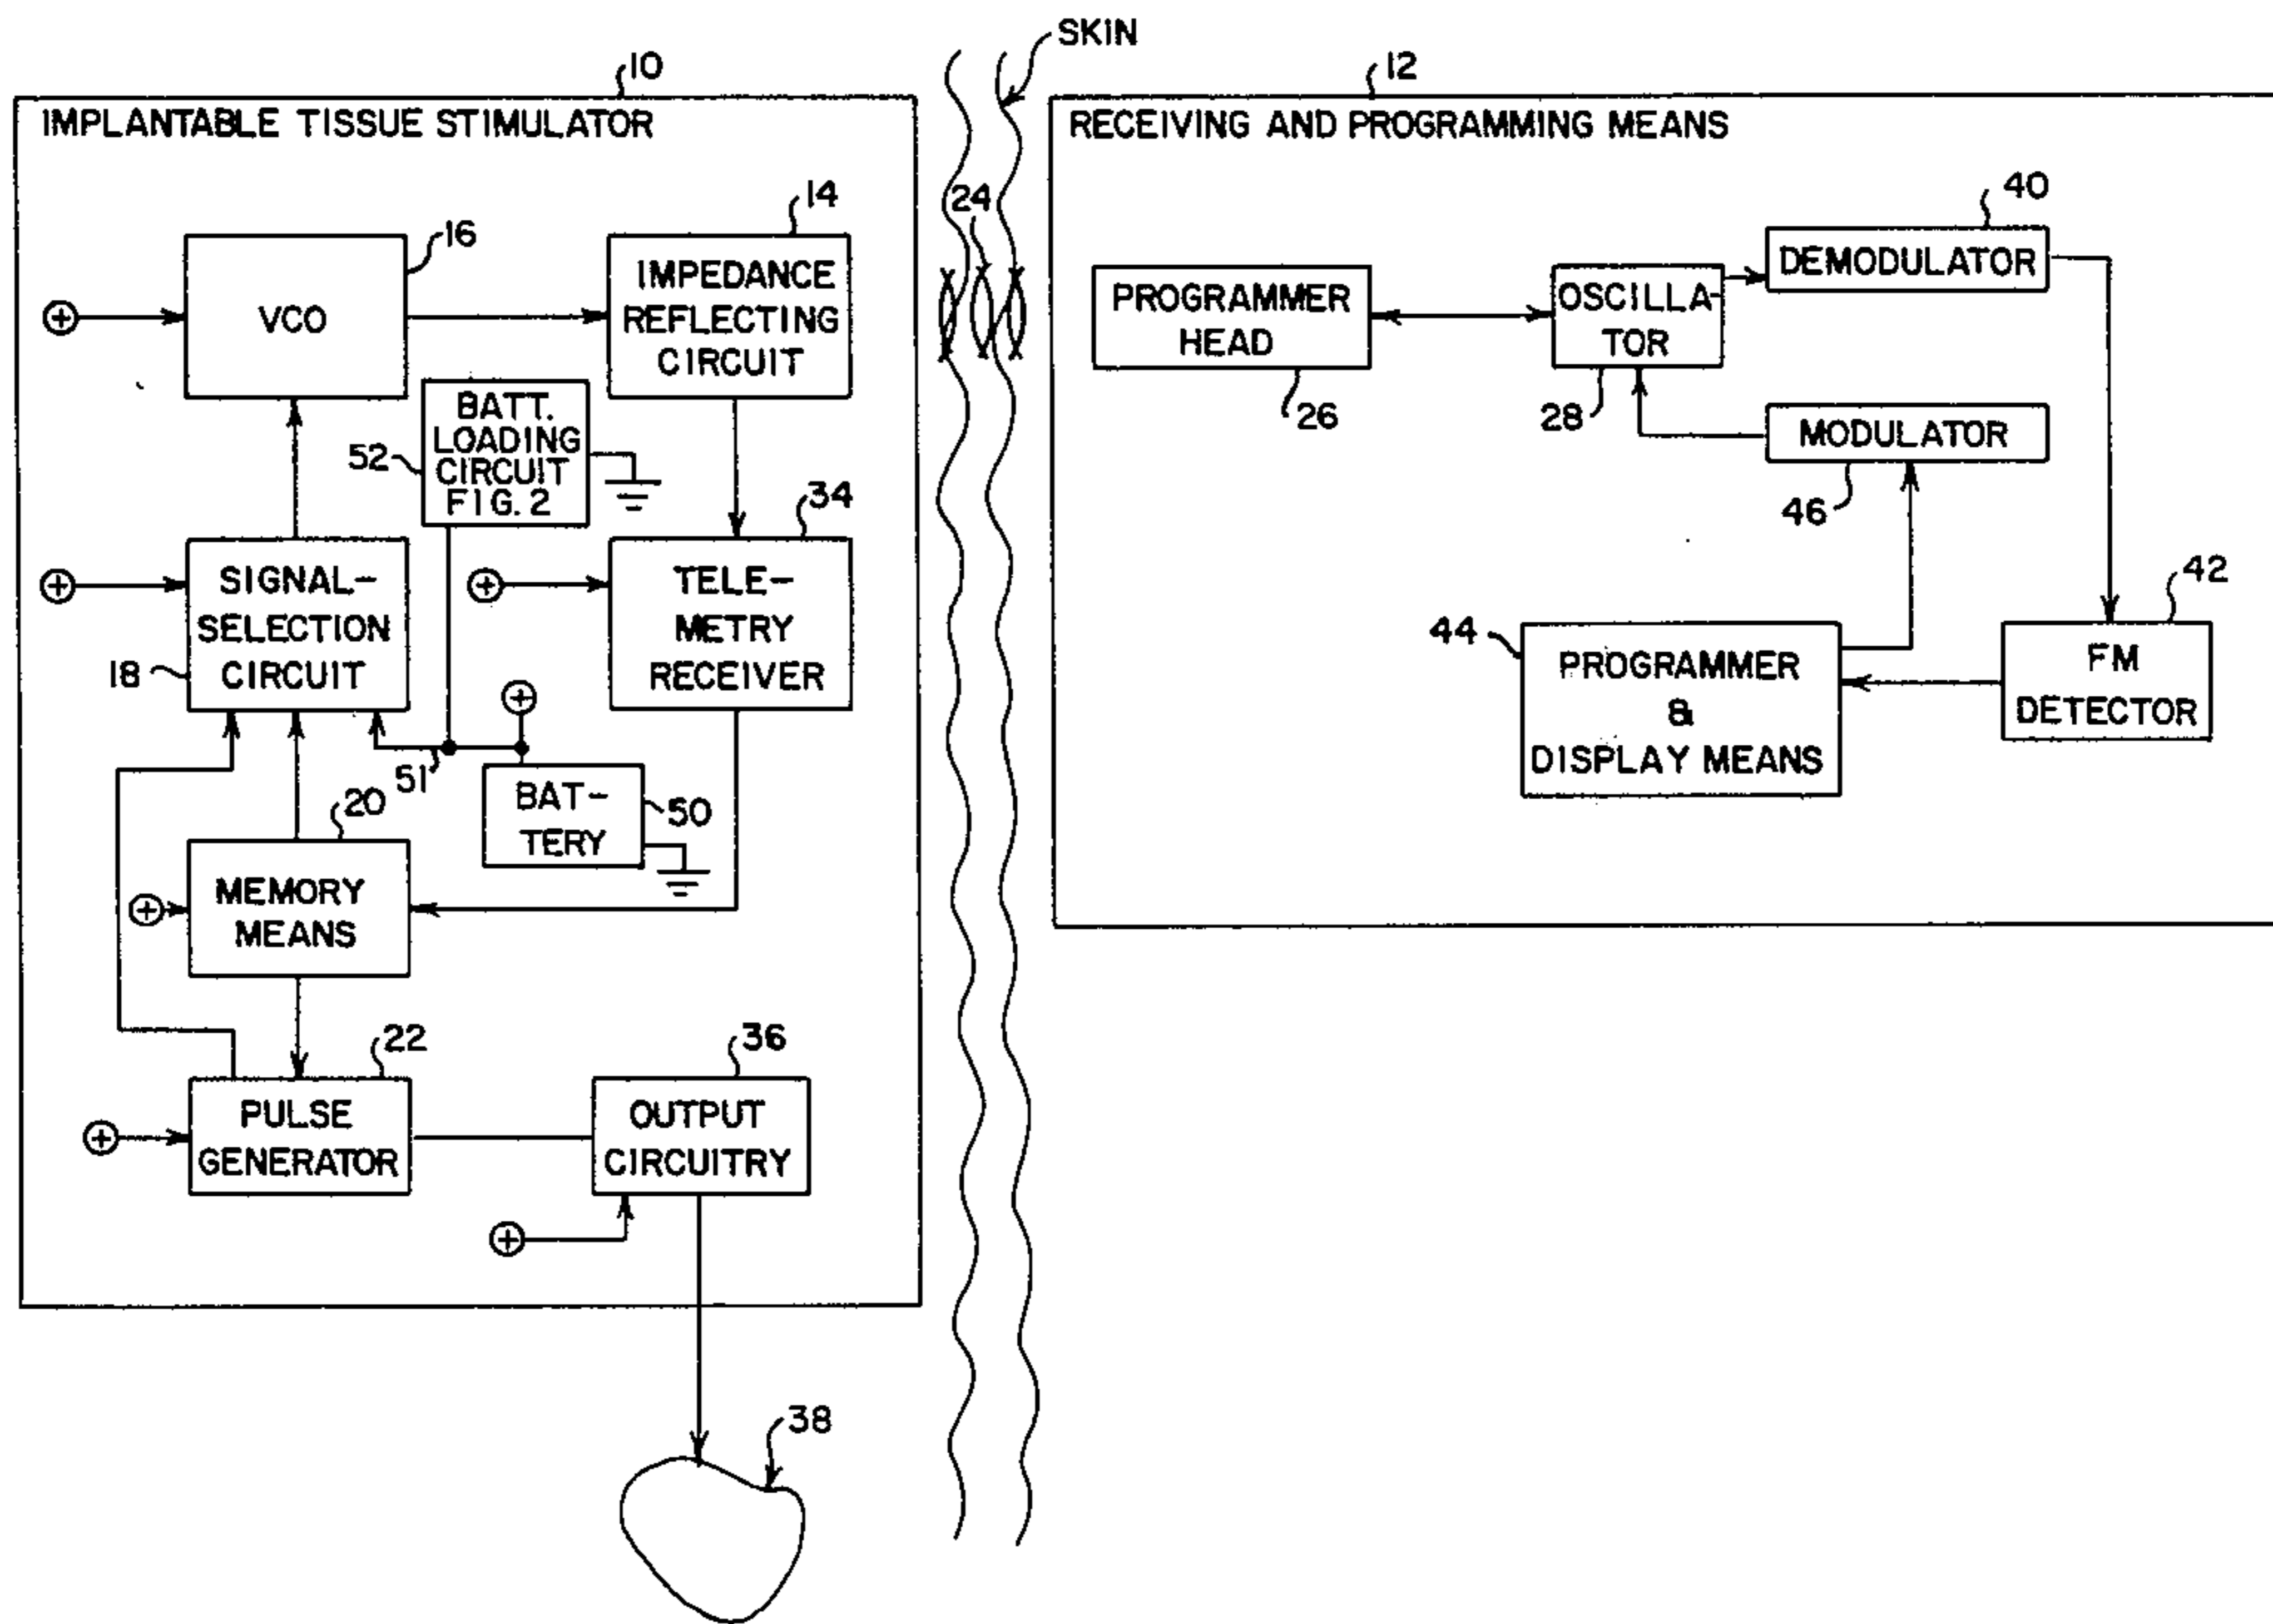 SKIN
10
12
IMPLANTABLE TISSUE STIMULATOR
RECEIVING AND PROGRAMMING MEANS
16
14
24
40
VCO
IMPEDANCE
REFLECTING
CIRCUIT
PROGRAMMER
HEAD
26
OSCILLA-
TOR
28
DEMODULATOR
MODULATOR
46
52
BATT.
LOADING
CIRCUIT
FIG. 2
34
SIGNAL-
SELECTION
CIRCUIT
18
TELE-
METRY
RECEIVER
44
PROGRAMMER
&
DISPLAY MEANS
42
FM
DETECTOR
51
BAT-
TERY
50
20
MEMORY
MEANS
22
PULSE
GENERATOR
36
OUTPUT
CIRCUITRY
38